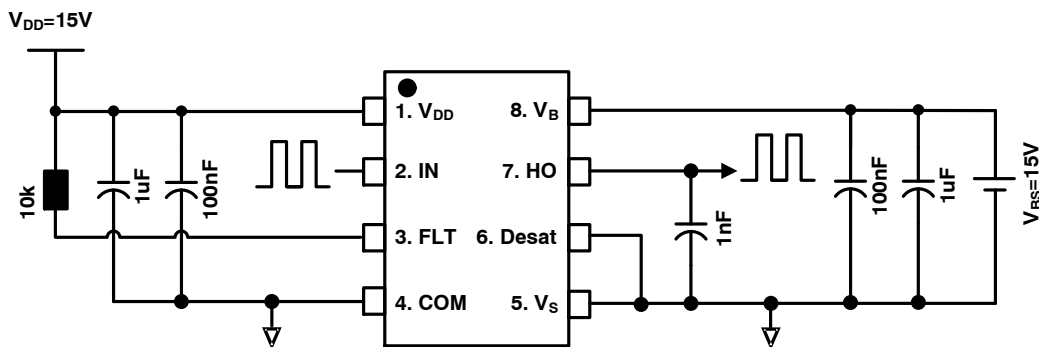 VDD=15V
1. VDD
8. VB
2. IN
7. HO
3. FLT
6. Desat
4. COM
5. VS
10k
1uF
100nF
1nF
100nF
1uF
VBS=15V